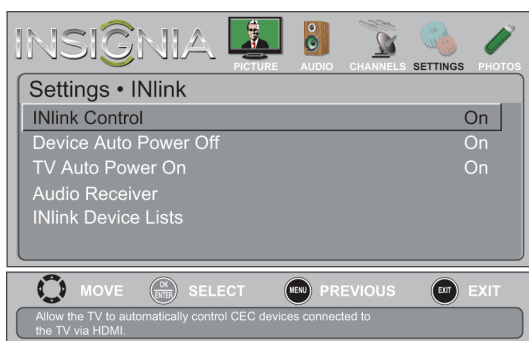 INSIGNIA
PICTURE AUDIO CHANNELS SETTINGS PHOTOS
Settings • INlink
INlink Control On
Device Auto Power Off On
TV Auto Power On On
Audio Receiver
INlink Device Lists
MOVE OK ENTER SELECT MENU PREVIOUS EXIT EXIT
Allow the TV to automatically control CEC devices connected to
the TV via HDMI.